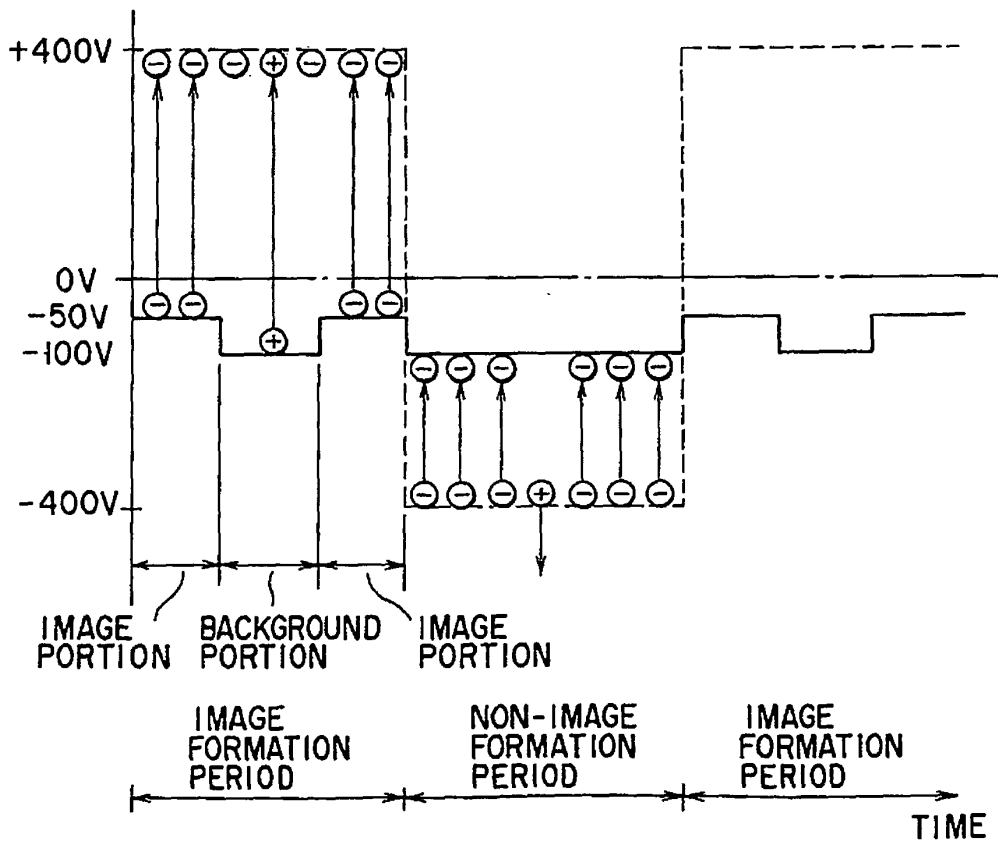 +400V
0V
-50V
-100V
-400V
IMAGE
PORTION
BACKGROUND
PORTION
IMAGE
PORTION
IMAGE
FORMATION
PERIOD
NON-IMAGE
FORMATION
PERIOD
IMAGE
FORMATION
PERIOD
TIME